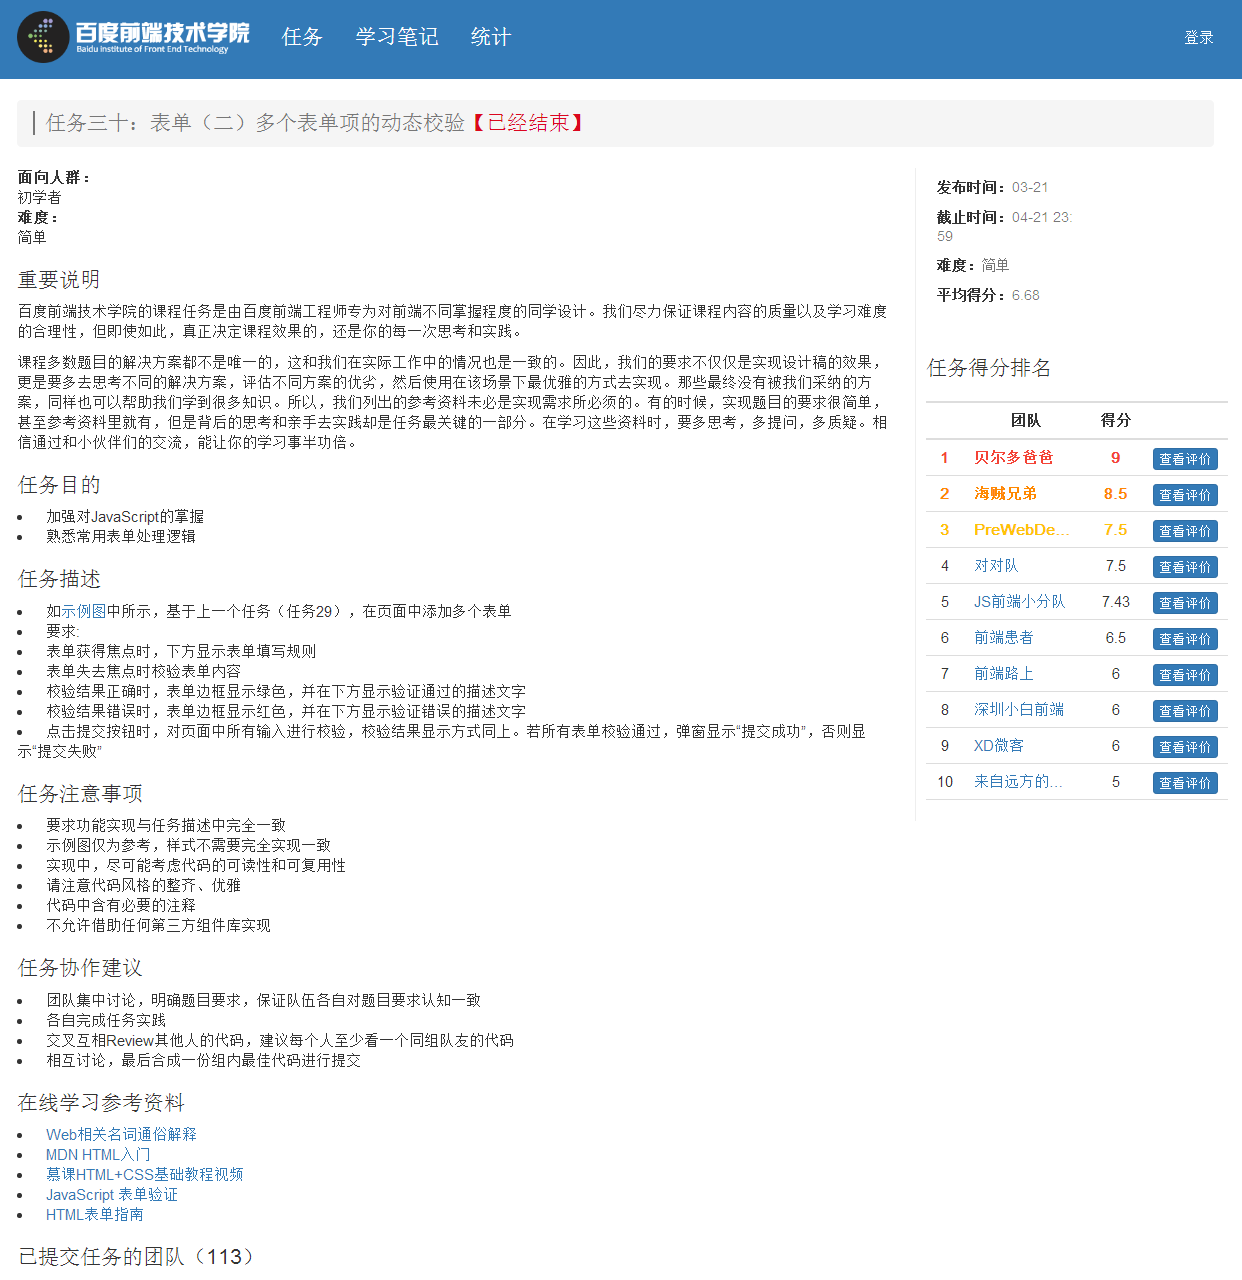 百度前端技术学院
Baidu Institute of Front End Technology
任务 学习笔记 统计 登录
任务三十：表单（二）多个表单项的动态校验【已经结束】
面向人群：
初学者
难度：
简单
重要说明
百度前端技术学院的课程任务是由百度前端工程师专为对前端不同掌握程度的同学设计。我们尽力保证课程内容的质量以及学习难度
的合理性，但即使如此，真正决定课程效果的，还是你的每一次思考和实践。
课程多数题目的解决方案都不是唯一的，这和我们在实际工作中的情况也是一致的。因此，我们的要求不仅仅是实现设计稿的效果，
更是要多去思考不同的解决方案，评估不同方案的优劣，然后使用在该场景下最优雅的方式去实现。那些最终没有被我们采纳的方
案，同样也可以帮助我们学到很多知识。所以，我们列出的参考资料未必是实现需求所必须的。有的时候，实现题目的要求很简单，
甚至参考资料里就有，但是背后的思考和亲手去实践却是任务最关键的一部分。在学习这些资料时，要多思考，多提问，多质疑。相
信通过和小伙伴们的交流，能让你的学习事半功倍。
任务目的
• 加强对JavaScript的掌握
• 熟悉常用表单处理逻辑
任务描述
• 如示例图中所示，基于上一个任务（任务29），在页面中添加多个表单
• 要求:
• 表单获得焦点时，下方显示表单填写规则
• 表单失去焦点时校验表单内容
• 校验结果正确时，表单边框显示绿色，并在下方显示验证通过的描述文字
• 校验结果错误时，表单边框显示红色，并在下方显示验证错误的描述文字
• 点击提交按钮时，对页面中所有输入进行校验，校验结果显示方式同上。若所有表单校验通过，弹窗显示“提交成功”，否则显
示“提交失败”
任务注意事项
• 要求功能实现与任务描述中完全一致
• 示例图仅为参考，样式不需要完全实现一致
• 实现中，尽可能考虑代码的可读性和可复用性
• 请注意代码风格的整齐、优雅
• 代码中含有必要的注释
• 不允许借助任何第三方组件库实现
任务协作建议
• 团队集中讨论，明确题目要求，保证队伍各自对题目要求认知一致
• 各自完成任务实践
• 交叉互相Review其他人的代码，建议每个人至少看一个同组队友的代码
• 相互讨论，最后合成一份组内最佳代码进行提交
在线学习参考资料
• Web相关名词通俗解释
• MDN HTML入门
• 慕课HTML+CSS基础教程视频
• JavaScript 表单验证
• HTML表单指南
已提交任务的团队（113）
发布时间：03-21
截止时间：04-21 23:
59
难度：简单
平均得分：6.68
任务得分排名
团队 得分
1 贝尔多爸爸 9 查看评价
2 海贼兄弟 8.5 查看评价
3 PreWebDe... 7.5 查看评价
4 对对队 7.5 查看评价
5 JS前端小分队 7.43 查看评价
6 前端患者 6.5 查看评价
7 前端路上 6 查看评价
8 深圳小白前端 6 查看评价
9 XD微客 6 查看评价
10 来自远方的... 5 查看评价